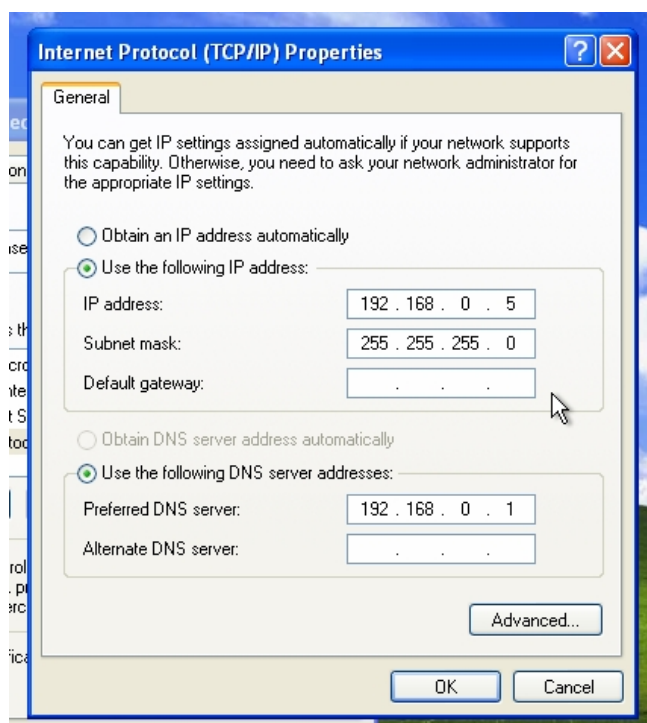 Internet Protocol (TCP/IP) Properties
General
You can get IP settings assigned automatically if your network supports
this capability. Otherwise, you need to ask your network administrator for
the appropriate IP settings.
Obtain an IP address automatically
Use the following IP address:
IP address: 192 . 168 . 0 . 5
Subnet mask: 255 . 255 . 255 . 0
Default gateway: . . .
Obtain DNS server address automatically
Use the following DNS server addresses:
Preferred DNS server: 192 . 168 . 0 . 1
Alternate DNS server: . . .
Advanced...
OK Cancel